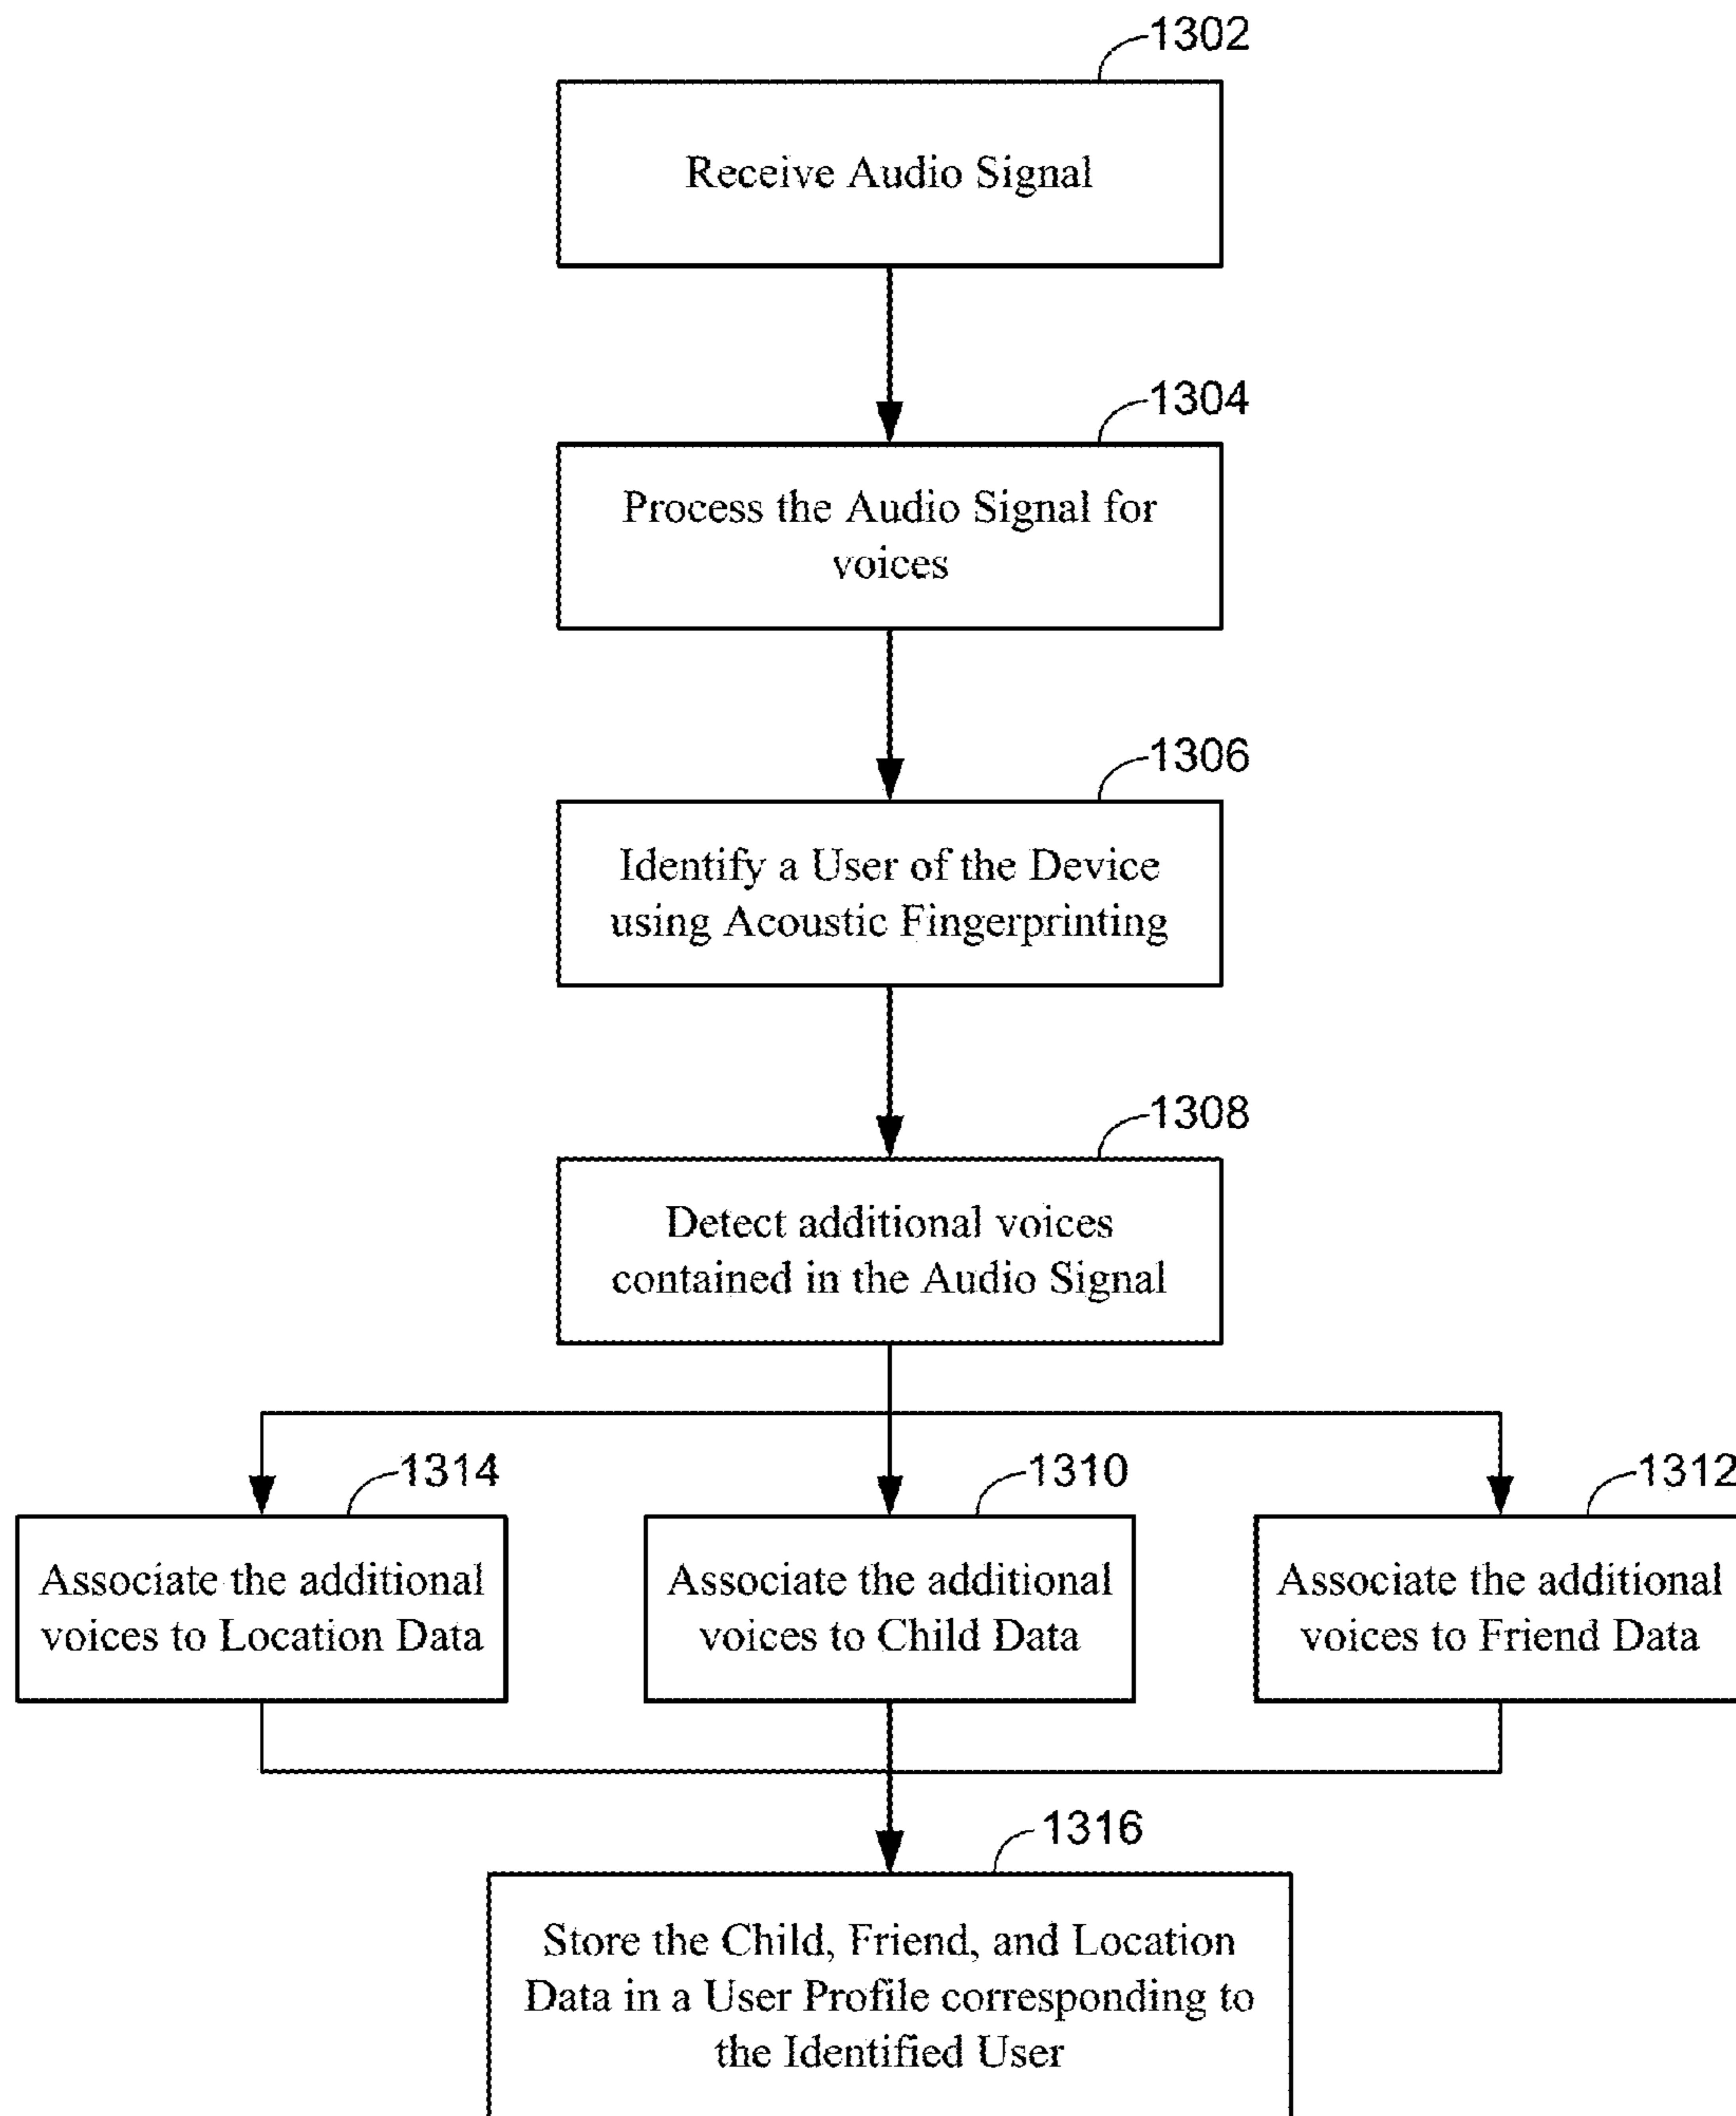 1302
Receive Audio Signal
1304
Process the Audio Signal for
voices
1306
Identify a User of the Device
using Acoustic Fingerprinting
1308
Detect additional voices
contained in the Audio Signal
1314
Associate the additional
voices to Location Data
1310
Associate the additional
voices to Child Data
1312
Associate the additional
voices to Friend Data
1316
Store the Child, Friend, and Location
Data in a User Profile corresponding to
the Identified User